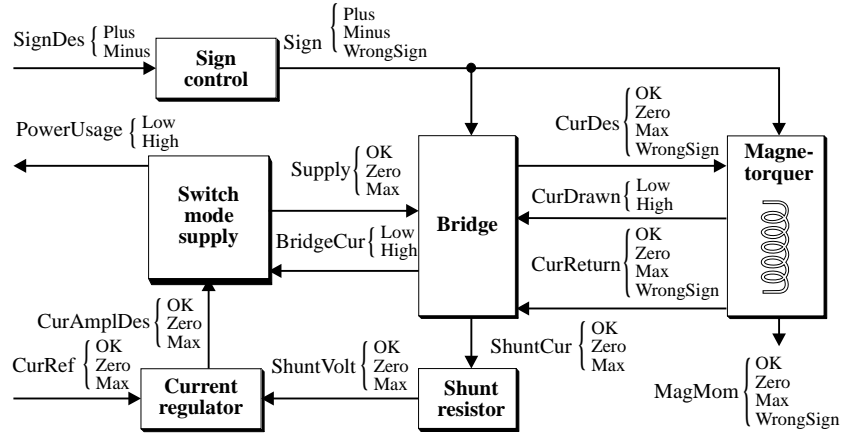 SignDes
Plus
Minus
Sign control
Sign
Plus
Minus
WrongSign
PowerUsage
Low
High
Switch mode supply
Supply
OK
Zero
Max
BridgeCur
Low
High
Bridge
CurDes
OK
Zero
Max
WrongSign
CurDrawn
Low
High
CurReturn
OK
Zero
Max
WrongSign
Magne-
torquer
CurAmplDes
OK
Zero
Max
CurRef
OK
Zero
Max
Current regulator
ShuntVolt
OK
Zero
Max
Shunt resistor
ShuntCur
OK
Zero
Max
MagMom
OK
Zero
Max
WrongSign